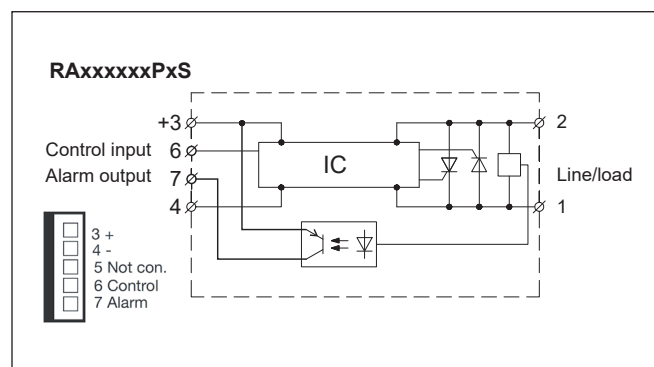 RAxxxxxxPxS
+3
2
Control input 6
IC
Alarm output 7
Line/load
4
1
3 +
4 -
5 Not con.
6 Control
7 Alarm